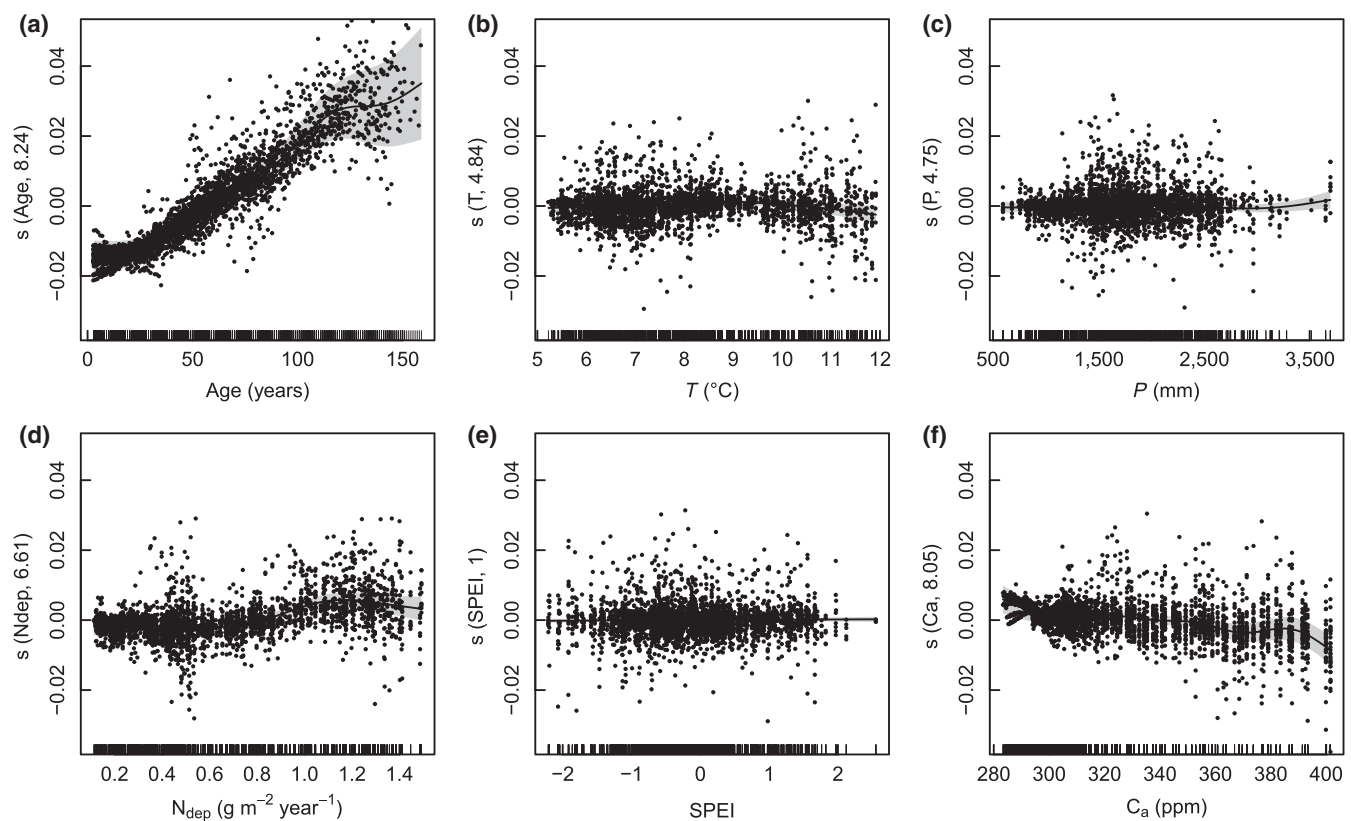 (a)
s (Age, 8.24)
0.04
0.02
0.00
−0.02
0 50 100 150
Age (years)
(b)
s (T, 4.84)
0.04
0.02
0.00
−0.02
5 6 7 8 9 10 11 12
T (°C)
(c)
s (P, 4.75)
0.04
0.02
0.00
−0.02
500 1,500 2,500 3,500
P (mm)
(d)
s (Ndep, 6.61)
0.04
0.02
0.00
−0.02
0.2 0.4 0.6 0.8 1.0 1.2 1.4
N_dep (g m⁻² year⁻¹)
(e)
s (SPEI, 1)
0.04
0.02
0.00
−0.02
−2 −1 0 1 2
SPEI
(f)
s (Ca, 8.05)
0.04
0.02
0.00
−0.02
280 300 320 340 360 380 400
C_a (ppm)